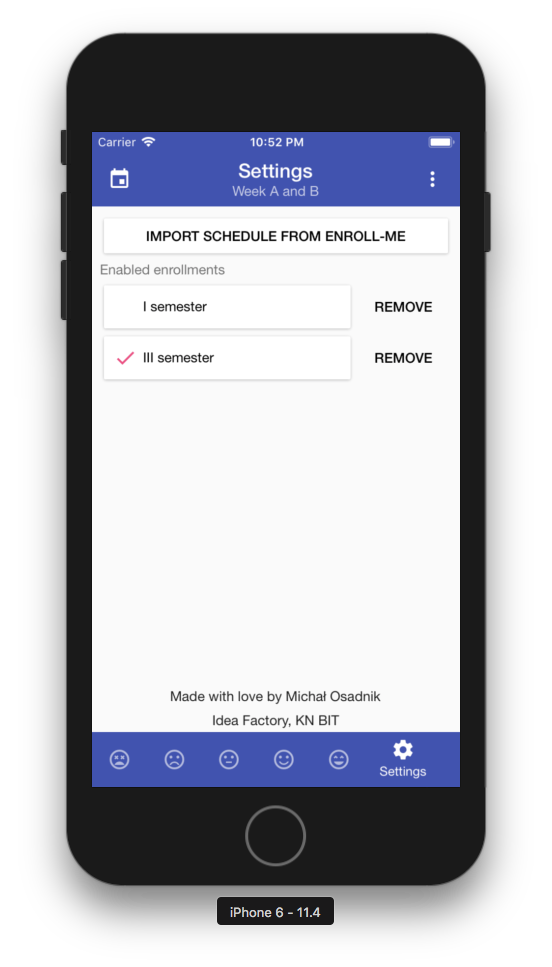 Carrier 10:52 PM
Settings
Week A and B
IMPORT SCHEDULE FROM ENROLL-ME
Enabled enrollments
I semester REMOVE
III semester REMOVE
Made with love by Michał Osadnik
Idea Factory, KN BIT
Settings
iPhone 6 - 11.4